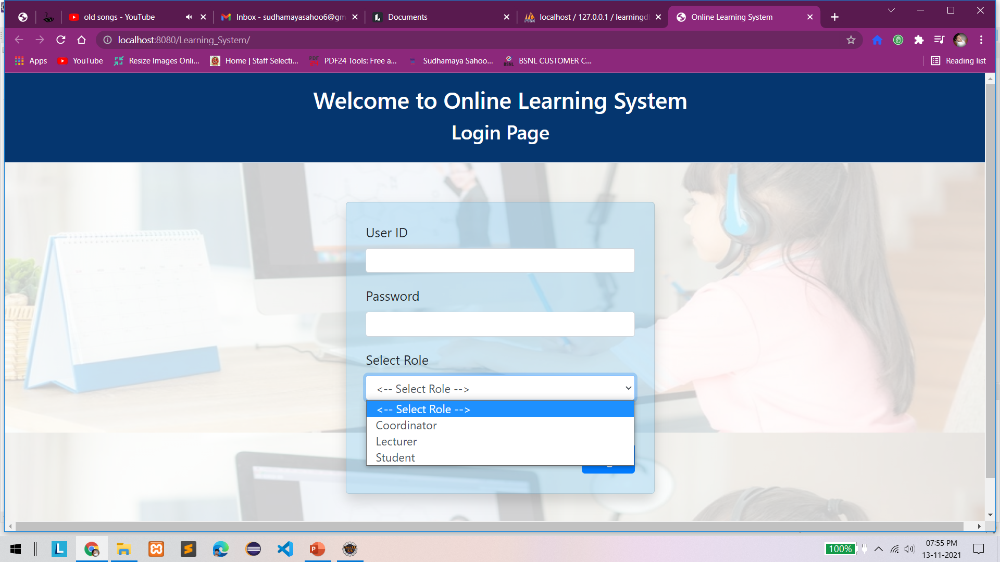 old songs - YouTube
Inbox - sudhamayasahoo6@gm
Documents
localhost / 127.0.0.1 / learningd
Online Learning System
localhost:8080/Learning_System/
Apps
YouTube
Resize Images Onli...
Home | Staff Selecti...
PDF24 Tools: Free a...
Sudhamaya Sahoo...
BSNL CUSTOMER C...
Reading list
Welcome to Online Learning System
Login Page
User ID
Password
Select Role
<-- Select Role -->
<-- Select Role -->
Coordinator
Lecturer
Student
100%
07:55 PM
13-11-2021